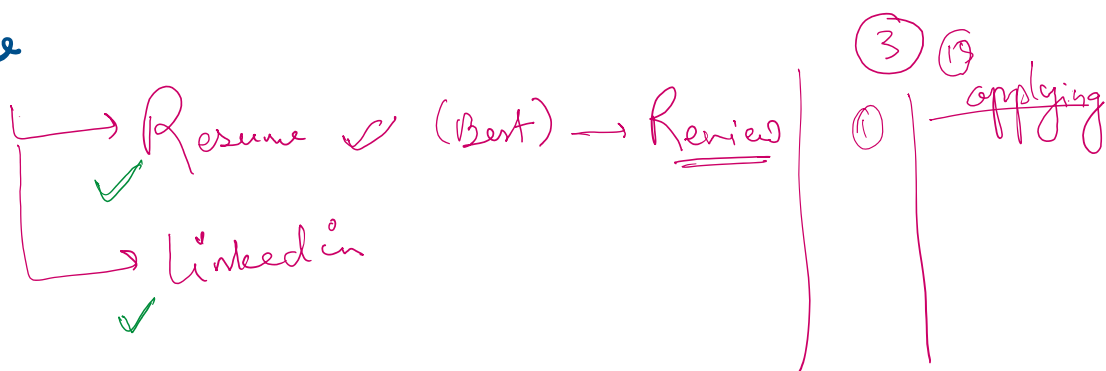 e
③
Resume ✓ (Best) → Review ① applying
Linkedin